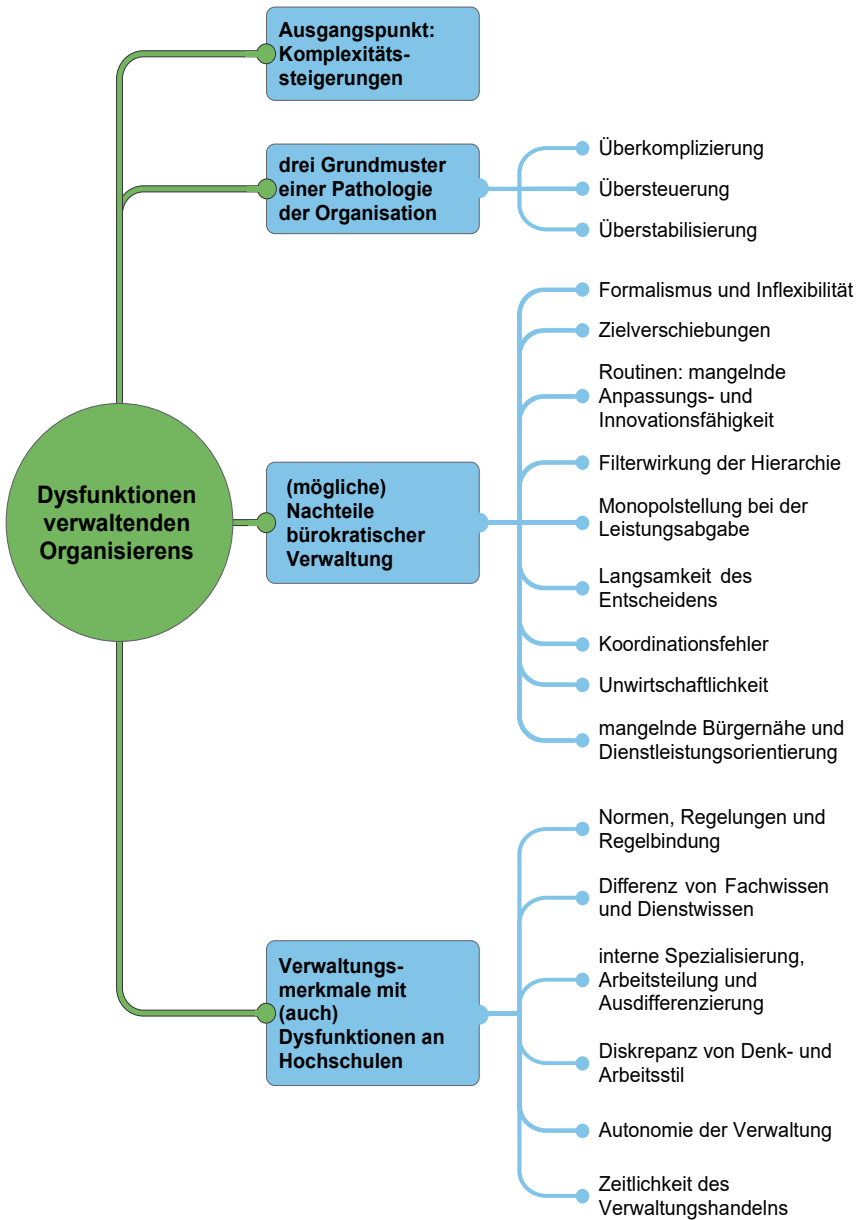 Dysfunktionen
verwaltenden
Organisierens
Ausgangspunkt:
Komplexitäts-
steigerungen
drei Grundmuster
einer Pathologie
der Organisation
Überkomplizierung
Übersteuerung
Überstabilisierung
(mögliche)
Nachteile
bürokratischer
Verwaltung
Formalismus und Inflexibilität
Zielverschiebungen
Routinen: mangelnde
Anpassungs- und
Innovationsfähigkeit
Filterwirkung der Hierarchie
Monopolstellung bei der
Leistungsabgabe
Langsamkeit des
Entscheidens
Koordinationsfehler
Unwirtschaftlichkeit
mangelnde Bürgernähe und
Dienstleistungsorientierung
Verwaltungs-
merkmale mit
(auch)
Dysfunktionen an
Hochschulen
Normen, Regelungen und
Regelbindung
Differenz von Fachwissen
und Dienstwissen
interne Spezialisierung,
Arbeitsteilung und
Ausdifferenzierung
Diskrepanz von Denk- und
Arbeitsstil
Autonomie der Verwaltung
Zeitlichkeit des
Verwaltungshandelns